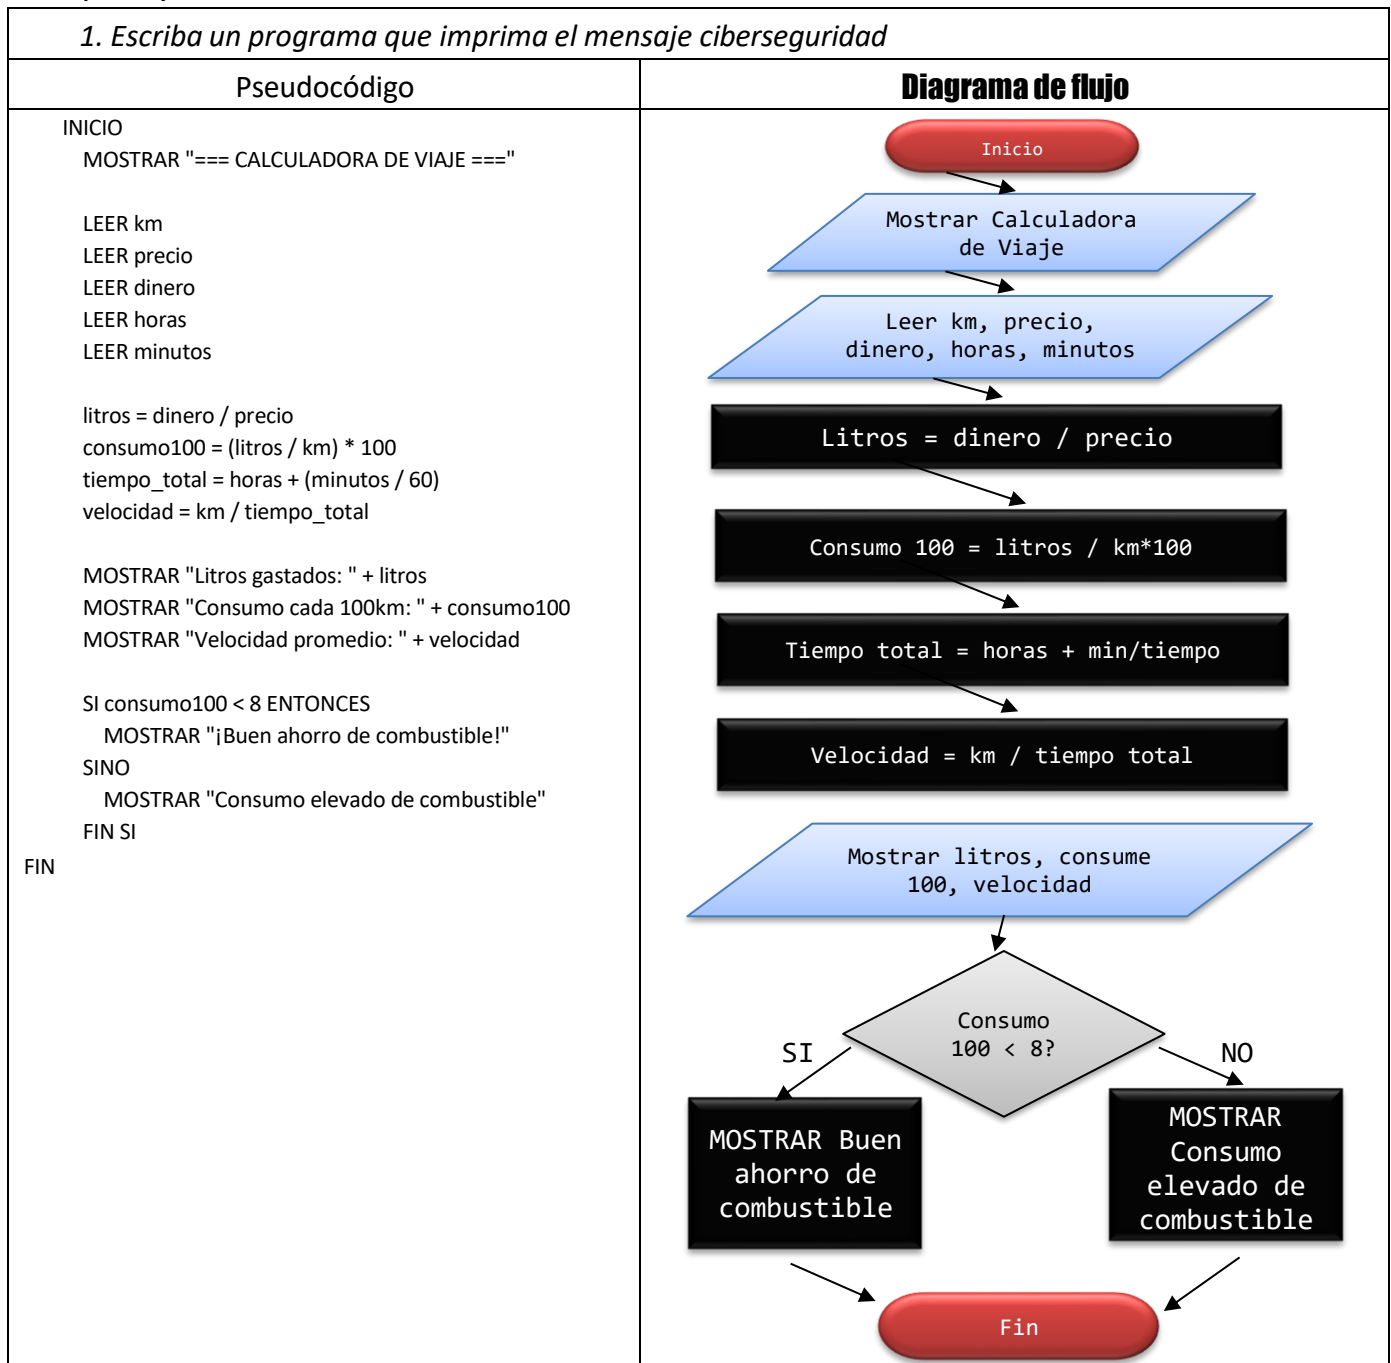 1. Escriba un programa que imprima el mensaje ciberseguridad
Pseudocódigo
INICIO
MOSTRAR "=== CALCULADORA DE VIAJE ==="
LEER km
LEER precio
LEER dinero
LEER horas
LEER minutos
litros = dinero / precio
consumo100 = (litros / km) * 100
tiempo_total = horas + (minutos / 60)
velocidad = km / tiempo_total
MOSTRAR "Litros gastados: " + litros
MOSTRAR "Consumo cada 100km: " + consumo100
MOSTRAR "Velocidad promedio: " + velocidad
SI consumo100 < 8 ENTONCES
MOSTRAR "¡Buen ahorro de combustible!"
SINO
MOSTRAR "Consumo elevado de combustible"
FIN SI
FIN
Diagrama de flujo
Inicio
Mostrar Calculadora
de Viaje
Leer km, precio,
dinero, horas, minutos
Litros = dinero / precio
Consumo 100 = litros / km*100
Tiempo total = horas + min/tiempo
Velocidad = km / tiempo total
Mostrar litros, consume
100, velocidad
Consumo
100 < 8?
SI
NO
MOSTRAR Buen
ahorro de
combustible
MOSTRAR
Consumo
elevado de
combustible
Fin